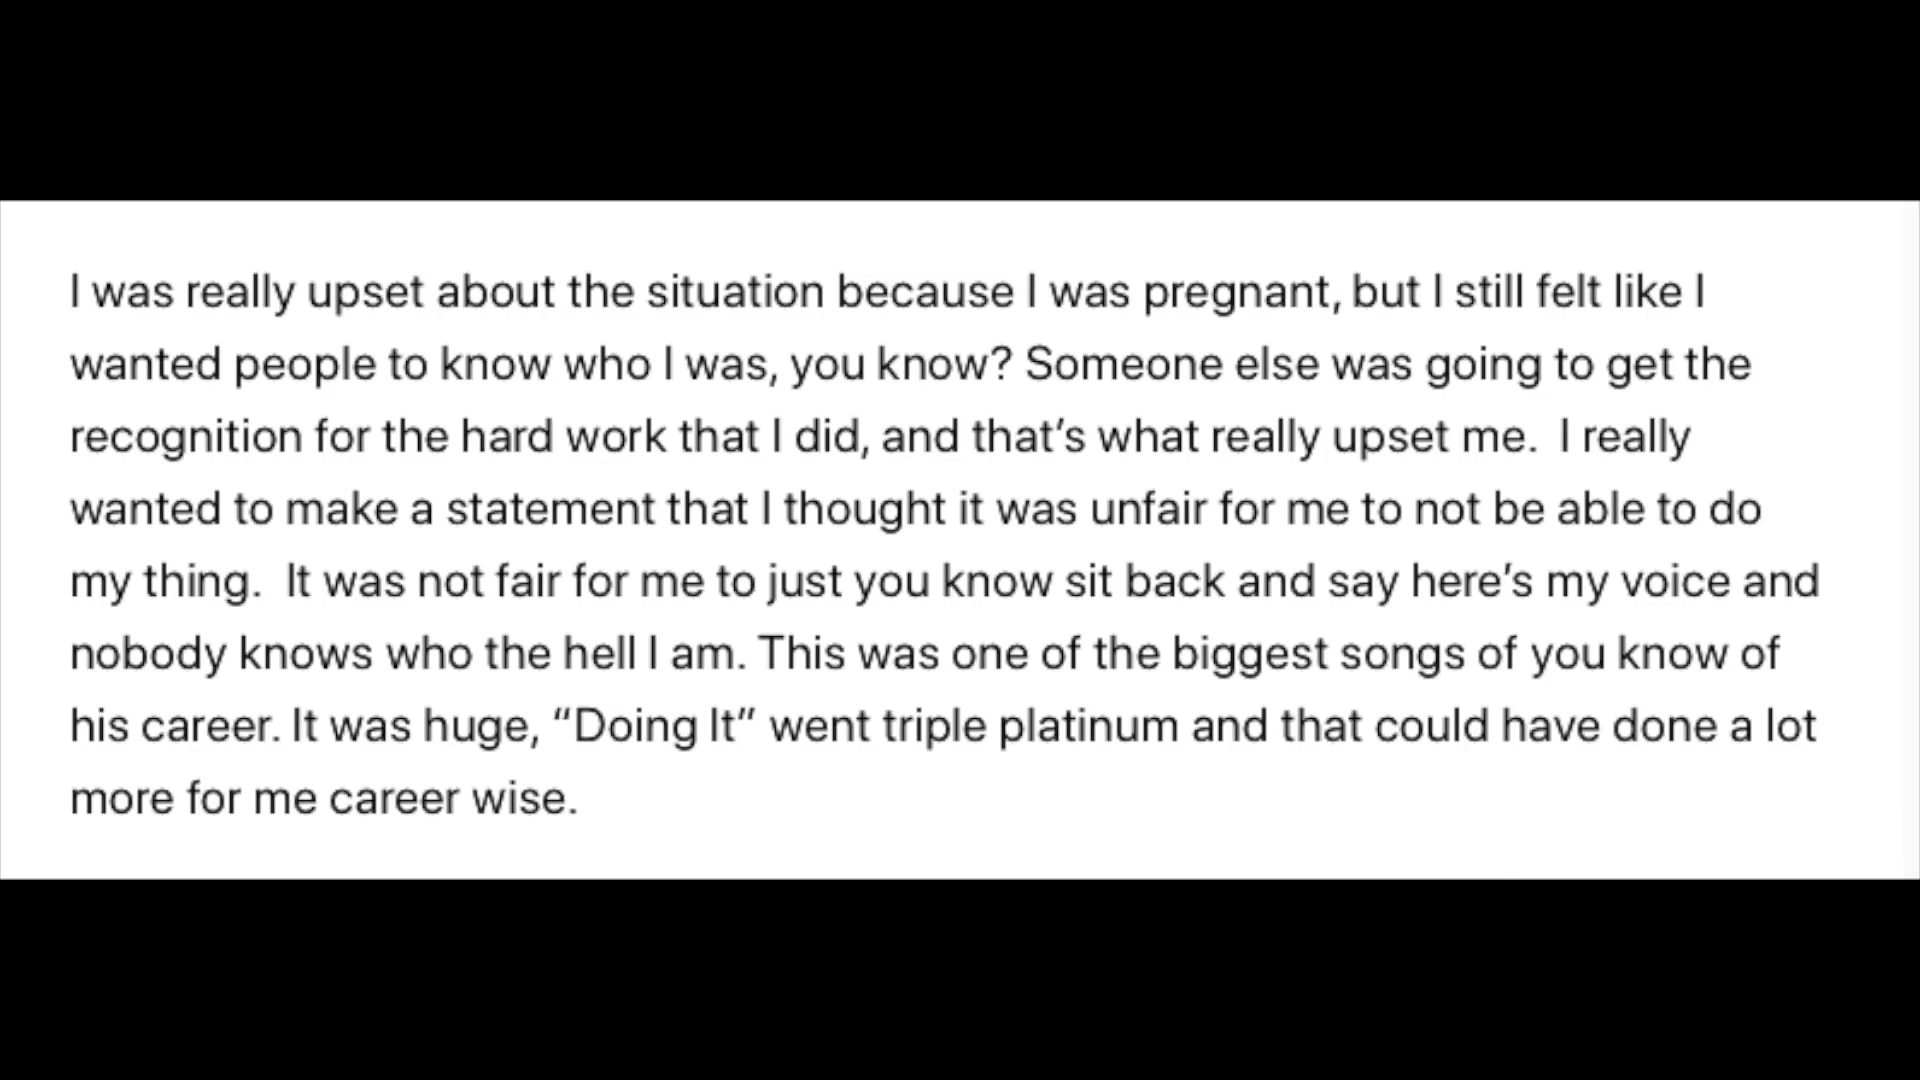 I was really upset about the situation because I was pregnant, but I still felt like I
wanted people to know who I was, you know? Someone else was going to get the
recognition for the hard work that I did, and that’s what really upset me.  I really
wanted to make a statement that I thought it was unfair for me to not be able to do
my thing.  It was not fair for me to just you know sit back and say here’s my voice and
nobody knows who the hell I am. This was one of the biggest songs of you know of
his career. It was huge, “Doing It” went triple platinum and that could have done a lot
more for me career wise.